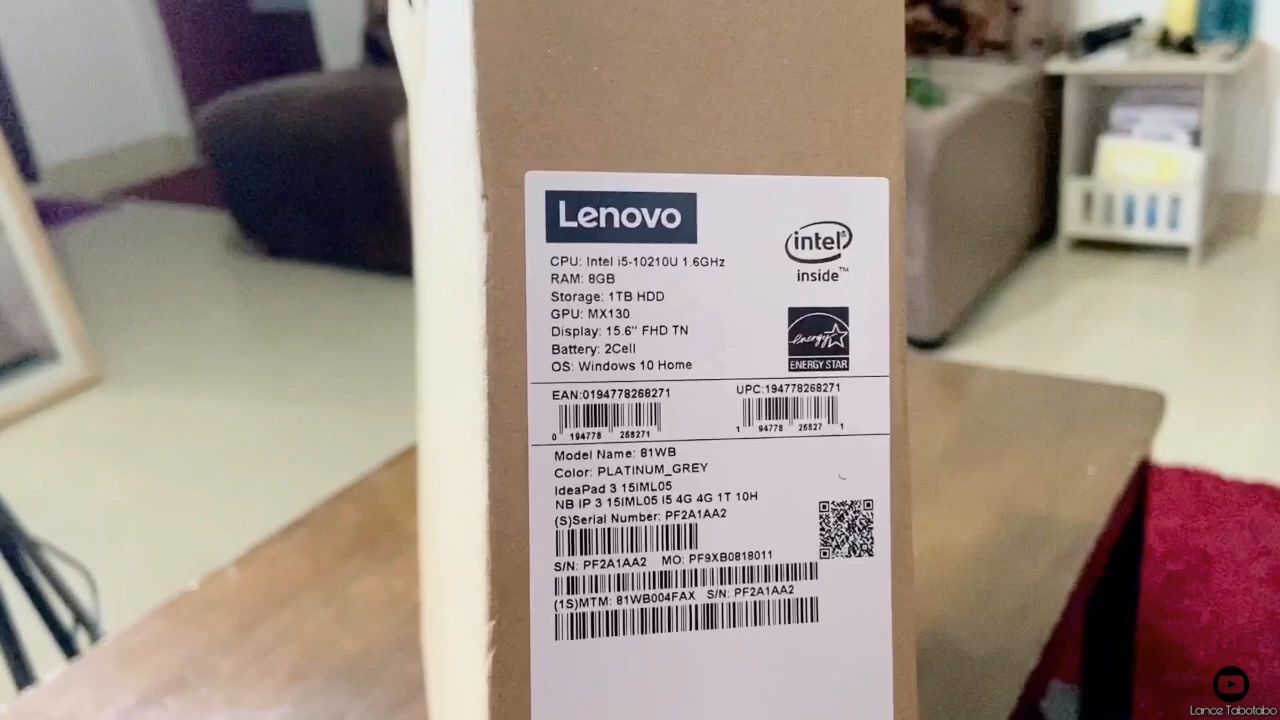 Lenovo
intel®
inside™
CPU: Intel i5-10210U 1.6GHz
RAM: 8GB
Storage: 1TB HDD
GPU: MX130
Display: 15.6" FHD TN
Battery: 2Cell
OS: Windows 10 Home
energy
ENERGY STAR
EAN:0194778268271
0 194778 268271
UPC:194778268271
1 94778 26827 1
Model Name: 81WB
Color: PLATINUM_GREY
IdeaPad 3 15IML05
NB IP 3 15IML05 I5 4G 4G 1T 10H
(S)Serial Number: PF2A1AA2
S/N: PF2A1AA2 MO: PF9XB0818011
(1S)MTM: 81WB004FAX S/N: PF2A1AA2
Lance Tabotabo